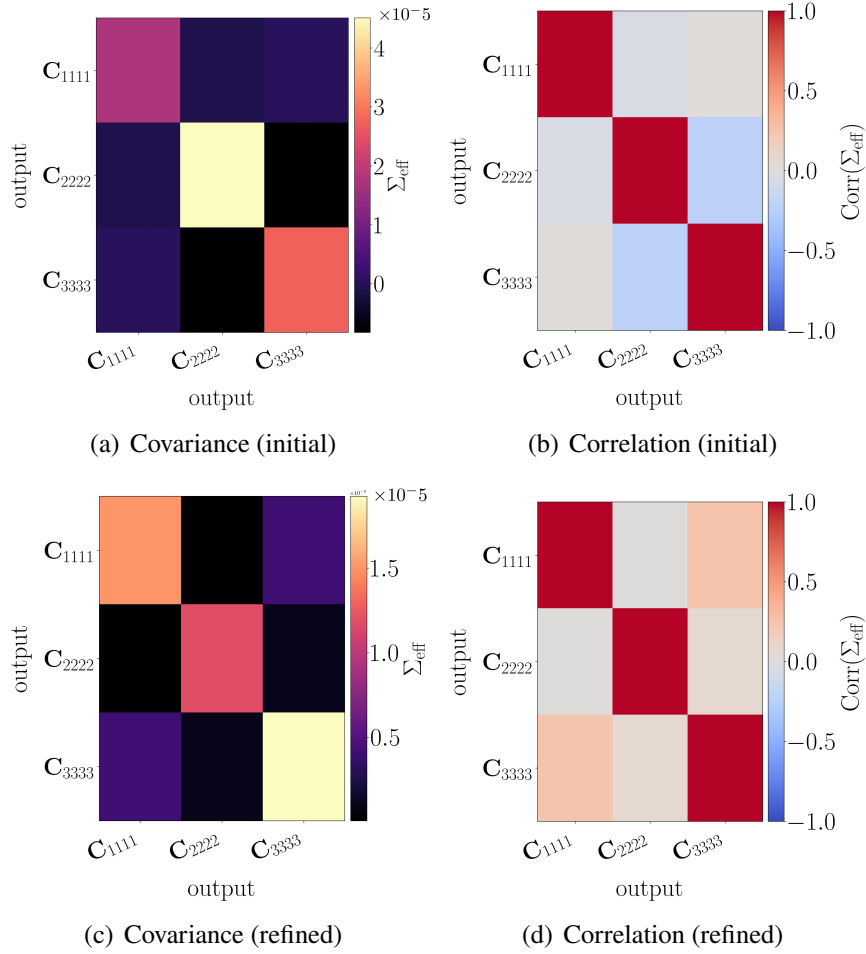 ×10⁻⁵
C₁₁₁₁
C₂₂₂₂
C₃₃₃₃
output
4
3
2
1
0
Σeff
C₁₁₁₁ C₂₂₂₂ C₃₃₃₃
output
(a) Covariance (initial)
C₁₁₁₁
C₂₂₂₂
C₃₃₃₃
output
1.0
0.5
0.0
−0.5
−1.0
Corr(Σeff)
C₁₁₁₁ C₂₂₂₂ C₃₃₃₃
output
(b) Correlation (initial)
×10⁻⁵ ×10⁻⁵
C₁₁₁₁
C₂₂₂₂
C₃₃₃₃
output
1.5
1.0
0.5
Σeff
C₁₁₁₁ C₂₂₂₂ C₃₃₃₃
output
(c) Covariance (refined)
C₁₁₁₁
C₂₂₂₂
C₃₃₃₃
output
1.0
0.5
0.0
−0.5
−1.0
Corr(Σeff)
C₁₁₁₁ C₂₂₂₂ C₃₃₃₃
output
(d) Correlation (refined)